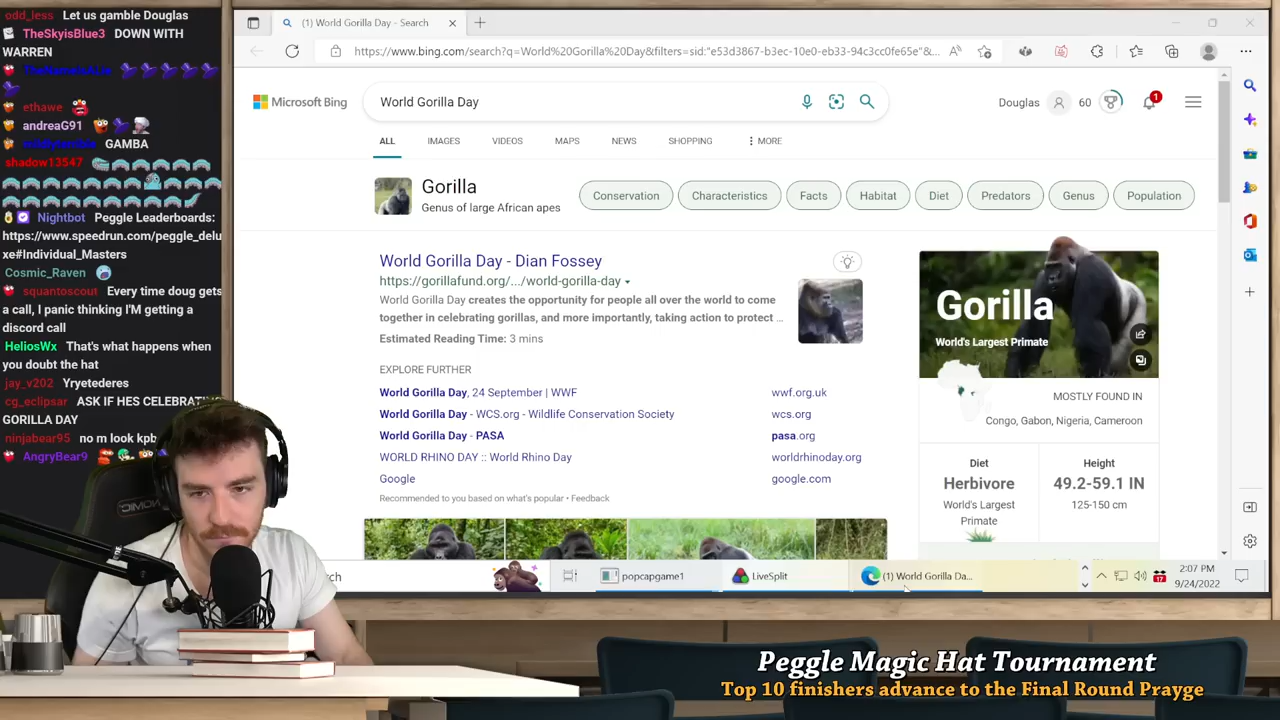 odd_less Let us gamble Douglas
TheSkyisBlue3 DOWN WITH
WARREN
ethawe
andreaG91
GAMBA
shadow13547
Nightbot Peggle Leaderboards:
https://www.speedrun.com/peggle_delu
xe#Individual_Masters
Cosmic_Raven
squantoscout Every time doug gets
a call, I panic thinking I'M getting a
discord call
HeliosWx That's what happens when
you doubt the hat
jay_v202 Yryetederes
cg_eclipsar ASK IF HES CELEBRATING
GORILLA DAY
ninjabear95 no m look kpb
AngryBear9
(1) World Gorilla Day - Search
https://www.bing.com/search?q=World%20Gorilla%20Day&filters=sid:"e53d3867-b3ec-10e0-eb33-94c3cc0fe65e"&...
Microsoft Bing
World Gorilla Day
Douglas
60
1
ALL IMAGES VIDEOS MAPS NEWS SHOPPING MORE
Gorilla
Genus of large African apes
Conservation Characteristics Facts Habitat Diet Predators Genus Population
World Gorilla Day - Dian Fossey
https://gorillafund.org/.../world-gorilla-day
World Gorilla Day creates the opportunity for people all over the world to come
together in celebrating gorillas, and more importantly, taking action to protect ...
Estimated Reading Time: 3 mins
EXPLORE FURTHER
World Gorilla Day, 24 September | WWF wwf.org.uk
World Gorilla Day - WCS.org - Wildlife Conservation Society wcs.org
World Gorilla Day - PASA pasa.org
WORLD RHINO DAY :: World Rhino Day worldrhinoday.org
Google google.com
Recommended to you based on what's popular • Feedback
Gorilla
World's Largest Primate
MOSTLY FOUND IN
Congo, Gabon, Nigeria, Cameroon
Diet
Herbivore
World's Largest
Primate
Height
49.2-59.1 IN
125-150 cm
rch
popcapgame1
LiveSplit
(1) World Gorilla Da...
17
2:07 PM
9/24/2022
OMIC
Peggle Magic Hat Tournament
Top 10 finishers advance to the Final Round Prayge